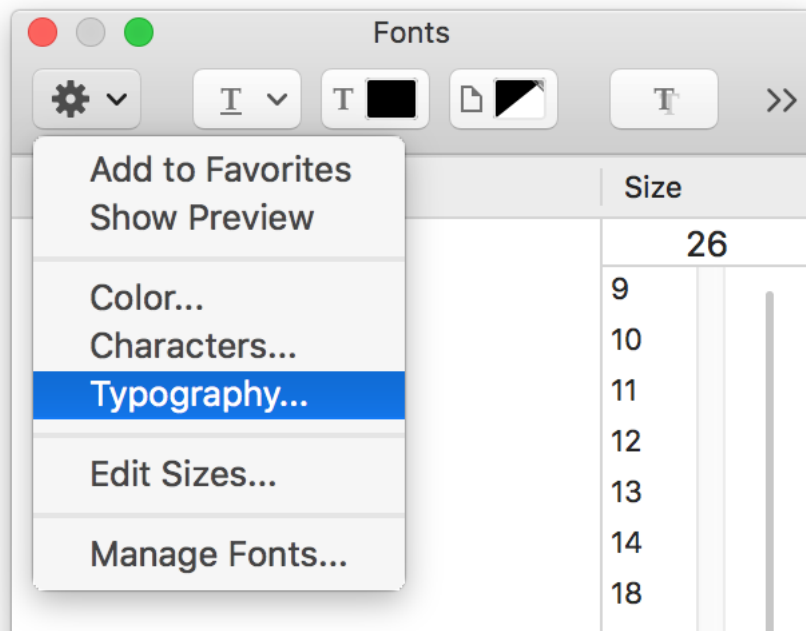 Fonts
Add to Favorites
Show Preview
Color...
Characters...
Typography...
Edit Sizes...
Manage Fonts...
Size
26
9
10
11
12
13
14
18